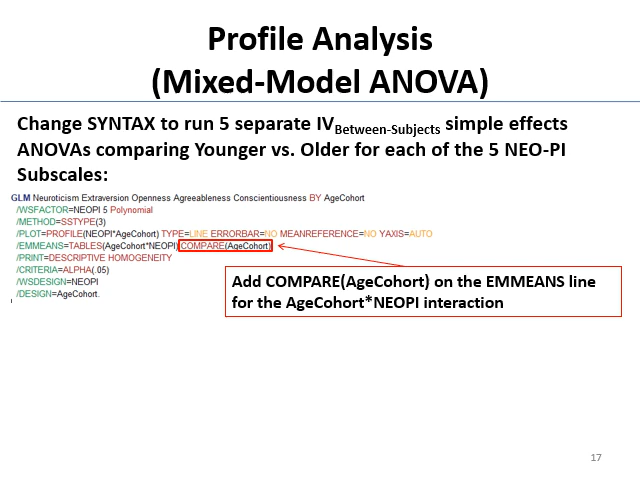 Profile Analysis
(Mixed-Model ANOVA)
Change SYNTAX to run 5 separate IVBetween-Subjects simple effects
ANOVAs comparing Younger vs. Older for each of the 5 NEO-PI
Subscales:
GLM Neuroticism Extraversion Openness Agreeableness Conscientiousness BY AgeCohort
/WSFACTOR=NEOPI 5 Polynomial
/METHOD=SSTYPE(3)
/PLOT=PROFILE(NEOPI*AgeCohort) TYPE=LINE ERRORBAR=NO MEANREFERENCE=NO YAXIS=AUTO
/EMMEANS=TABLES(AgeCohort*NEOPI) COMPARE(AgeCohort)
/PRINT=DESCRIPTIVE HOMOGENEITY
/CRITERIA=ALPHA(.05)
/WSDESIGN=NEOPI
/DESIGN=AgeCohort.
Add COMPARE(AgeCohort) on the EMMEANS line
for the AgeCohort*NEOPI interaction
17